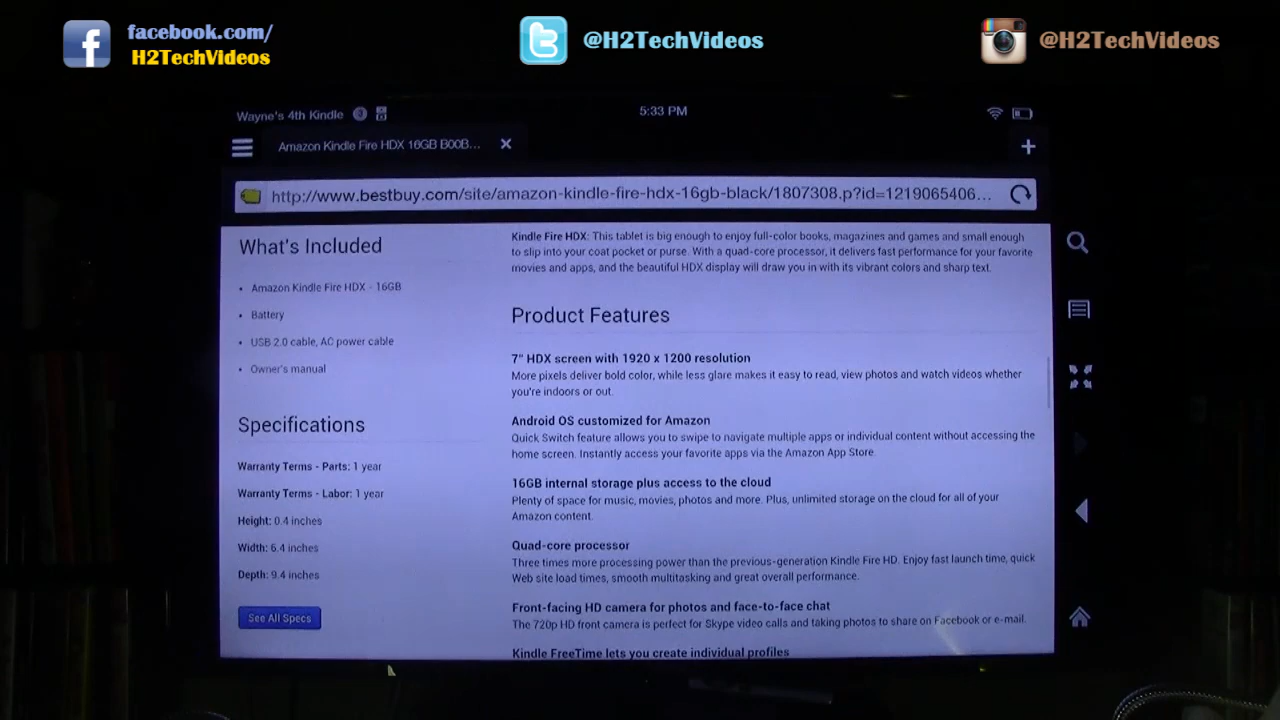 facebook.com/
H2TechVideos
@H2TechVideos
@H2TechVideos
Wayne's 4th Kindle 3
5:33 PM
Amazon Kindle Fire HDX 16GB B00B...
http://www.bestbuy.com/site/amazon-kindle-fire-hdx-16gb-black/1807308.p?id=1219065406...
What's Included
• Amazon Kindle Fire HDX - 16GB
• Battery
• USB 2.0 cable, AC power cable
• Owner's manual
Specifications
Warranty Terms - Parts: 1 year
Warranty Terms - Labor: 1 year
Height: 0.4 inches
Width: 6.4 inches
Depth: 9.4 inches
See All Specs
Kindle Fire HDX: This tablet is big enough to enjoy full-color books, magazines and games and small enough
to slip into your coat pocket or purse. With a quad-core processor, it delivers fast performance for your favorite
movies and apps, and the beautiful HDX display will draw you in with its vibrant colors and sharp text.
Product Features
7" HDX screen with 1920 x 1200 resolution
More pixels deliver bold color, while less glare makes it easy to read, view photos and watch videos whether
you're indoors or out.
Android OS customized for Amazon
Quick Switch feature allows you to swipe to navigate multiple apps or individual content without accessing the
home screen. Instantly access your favorite apps via the Amazon App Store.
16GB internal storage plus access to the cloud
Plenty of space for music, movies, photos and more. Plus, unlimited storage on the cloud for all of your
Amazon content.
Quad-core processor
Three times more processing power than the previous-generation Kindle Fire HD. Enjoy fast launch time, quick
Web site load times, smooth multitasking and great overall performance.
Front-facing HD camera for photos and face-to-face chat
The 720p HD front camera is perfect for Skype video calls and taking photos to share on Facebook or e-mail.
Kindle FreeTime lets you create individual profiles